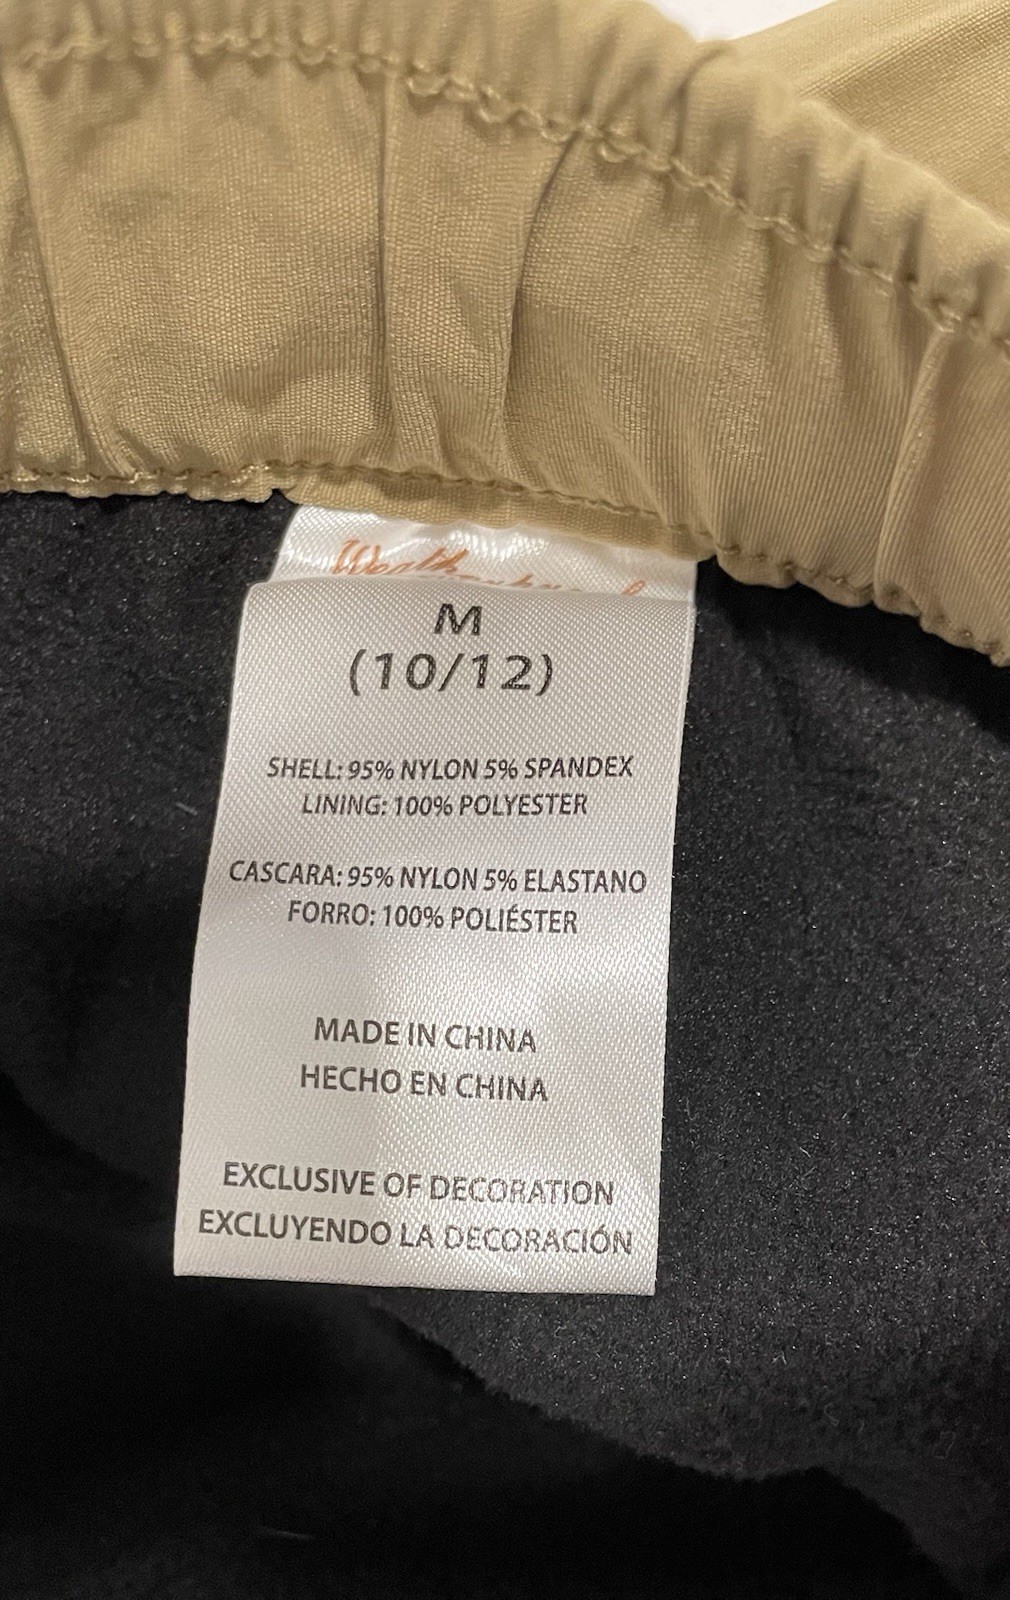 M
(10/12)
SHELL: 95% NYLON 5% SPANDEX
LINING: 100% POLYESTER
CASCARA: 95% NYLON 5% ELASTANO
FORRO: 100% POLIÉSTER
MADE IN CHINA
HECHO EN CHINA
EXCLUSIVE OF DECORATION
EXCLUYENDO LA DECORACIÓN